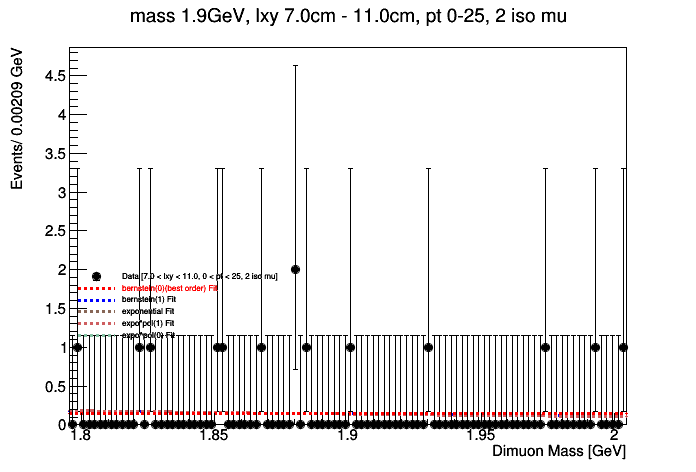 mass 1.9GeV, lxy 7.0cm - 11.0cm, pt 0-25, 2 iso mu
Events/ 0.00209 GeV
4.5
4
3.5
3
2.5
2
1.5
1
0.5
0
Data [7.0 < lxy < 11.0, 0 < pt < 25, 2 iso mu]
bernstein(0)(best order) Fit
bernstein(1) Fit
exponential Fit
expo*pol(1) Fit
expo*pol(0) Fit
1.8 1.85 1.9 1.95 2
Dimuon Mass [GeV]